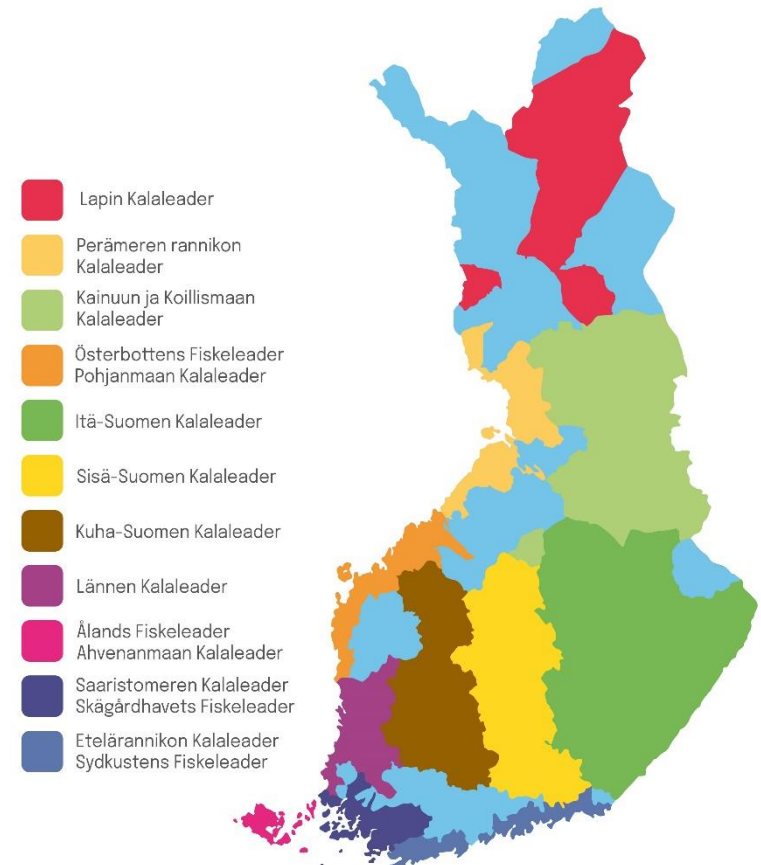 Lapin Kalaleader
Perämeren rannikon
Kalaleader
Kainuun ja Koillismaan
Kalaleader
Österbottens Fiskeleader
Pohjanmaan Kalaleader
Itä-Suomen Kalaleader
Sisä-Suomen Kalaleader
Kuha-Suomen Kalaleader
Lännen Kalaleader
Ålands Fiskeleader
Ahvenanmaan Kalaleader
Saaristomeren Kalaleader
Skägårdhavets Fiskeleader
Etelärannikon Kalaleader
Sydkustens Fiskeleader